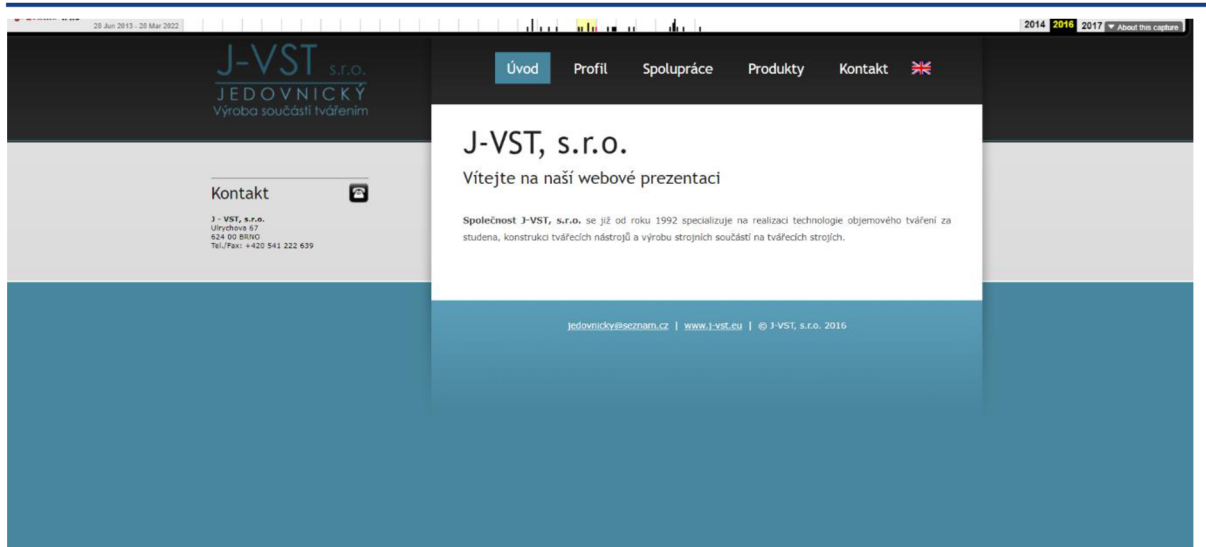 28 Jun 2013 - 28 Mar 2022
2014 2016 2017 ▼ About this capture
J-VST s.r.o.
JEDOVNICKÝ
Výroba součástí tvářením
Úvod Profil Spolupráce Produkty Kontakt
J-VST, s.r.o.
Vítejte na naší webové prezentaci
Společnost J-VST, s.r.o. se již od roku 1992 specializuje na realizaci technologie objemového tváření za
studena, konstrukci tvářecích nástrojů a výrobu strojních součástí na tvářecích strojích.
Kontakt
J - VST, s.r.o.
Ulrychova 67
624 00 BRNO
Tel./Fax: +420 541 222 639
jedovnicky@seznam.cz | www.j-vst.eu | © J-VST, s.r.o. 2016